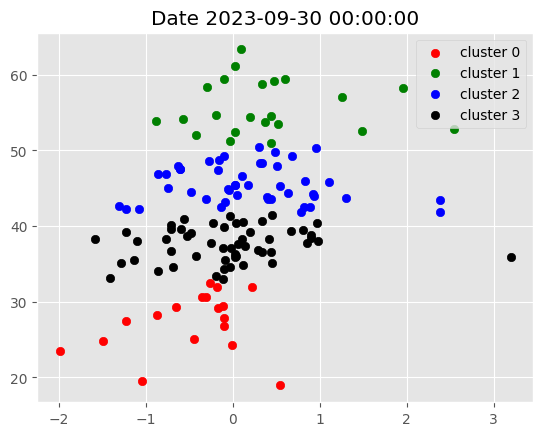 Date 2023-09-30 00:00:00
cluster 0
cluster 1
cluster 2
cluster 3
60
50
40
30
20
−2 −1 0 1 2 3